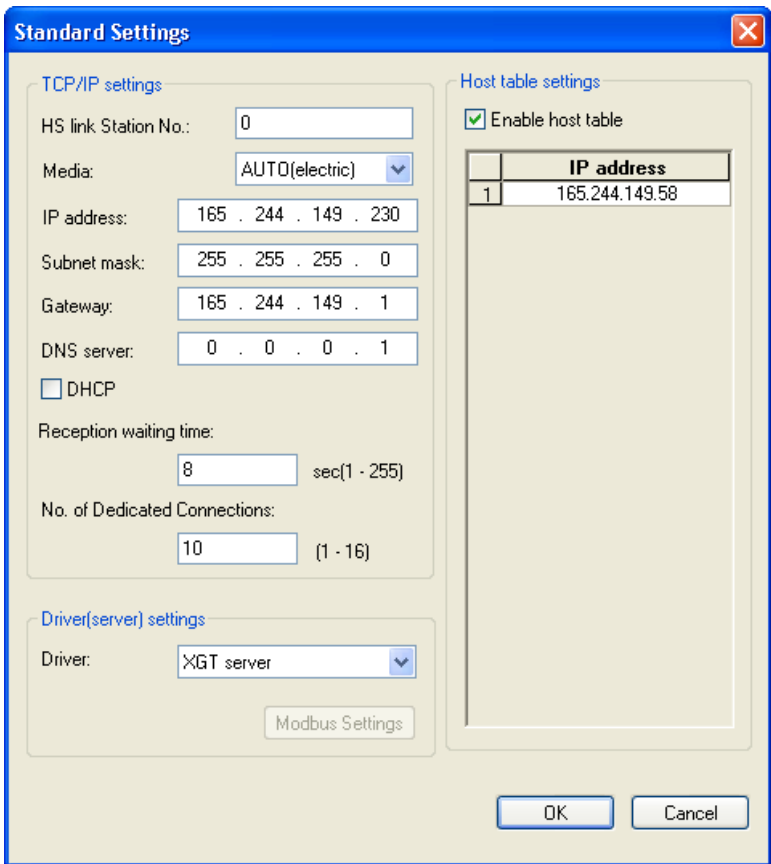 Standard Settings
TCP/IP settings
HS link Station No.: 0
Media: AUTO(electric)
IP address: 165 . 244 . 149 . 230
Subnet mask: 255 . 255 . 255 . 0
Gateway: 165 . 244 . 149 . 1
DNS server: 0 . 0 . 0 . 1
DHCP
Reception waiting time:
8 sec(1 - 255)
No. of Dedicated Connections:
10 (1 - 16)
Driver(server) settings
Driver: XGT server
Modbus Settings
Host table settings
Enable host table
IP address
1 165.244.149.58
OK Cancel